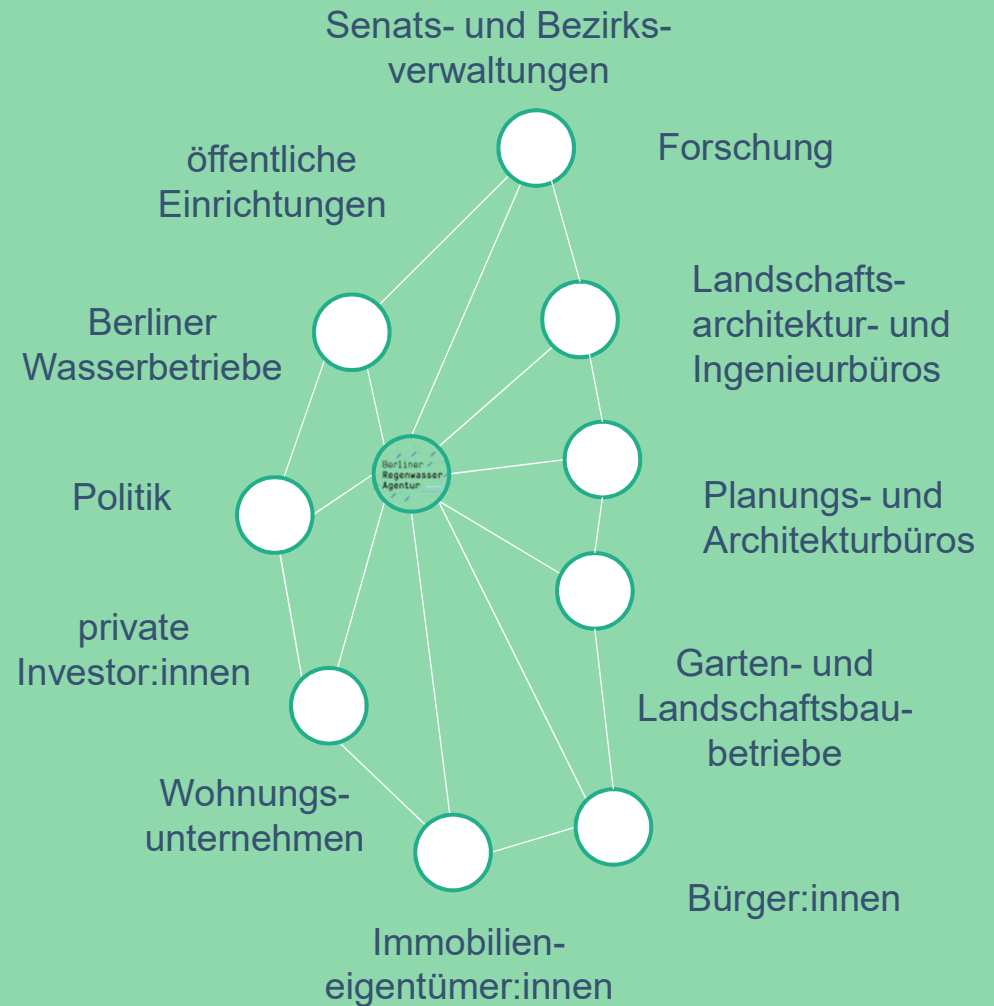 Senats- und Bezirks-
verwaltungen
Forschung
öffentliche
Einrichtungen
Landschafts-
architektur- und
Ingenieurbüros
Berliner
Wasserbetriebe
Berliner
Regenwasser
Agentur
Politik
Planungs- und
Architekturbüros
private
Investor:innen
Garten- und
Landschaftsbau-
betriebe
Wohnungs-
unternehmen
Bürger:innen
Immobilien-
eigentümer:innen